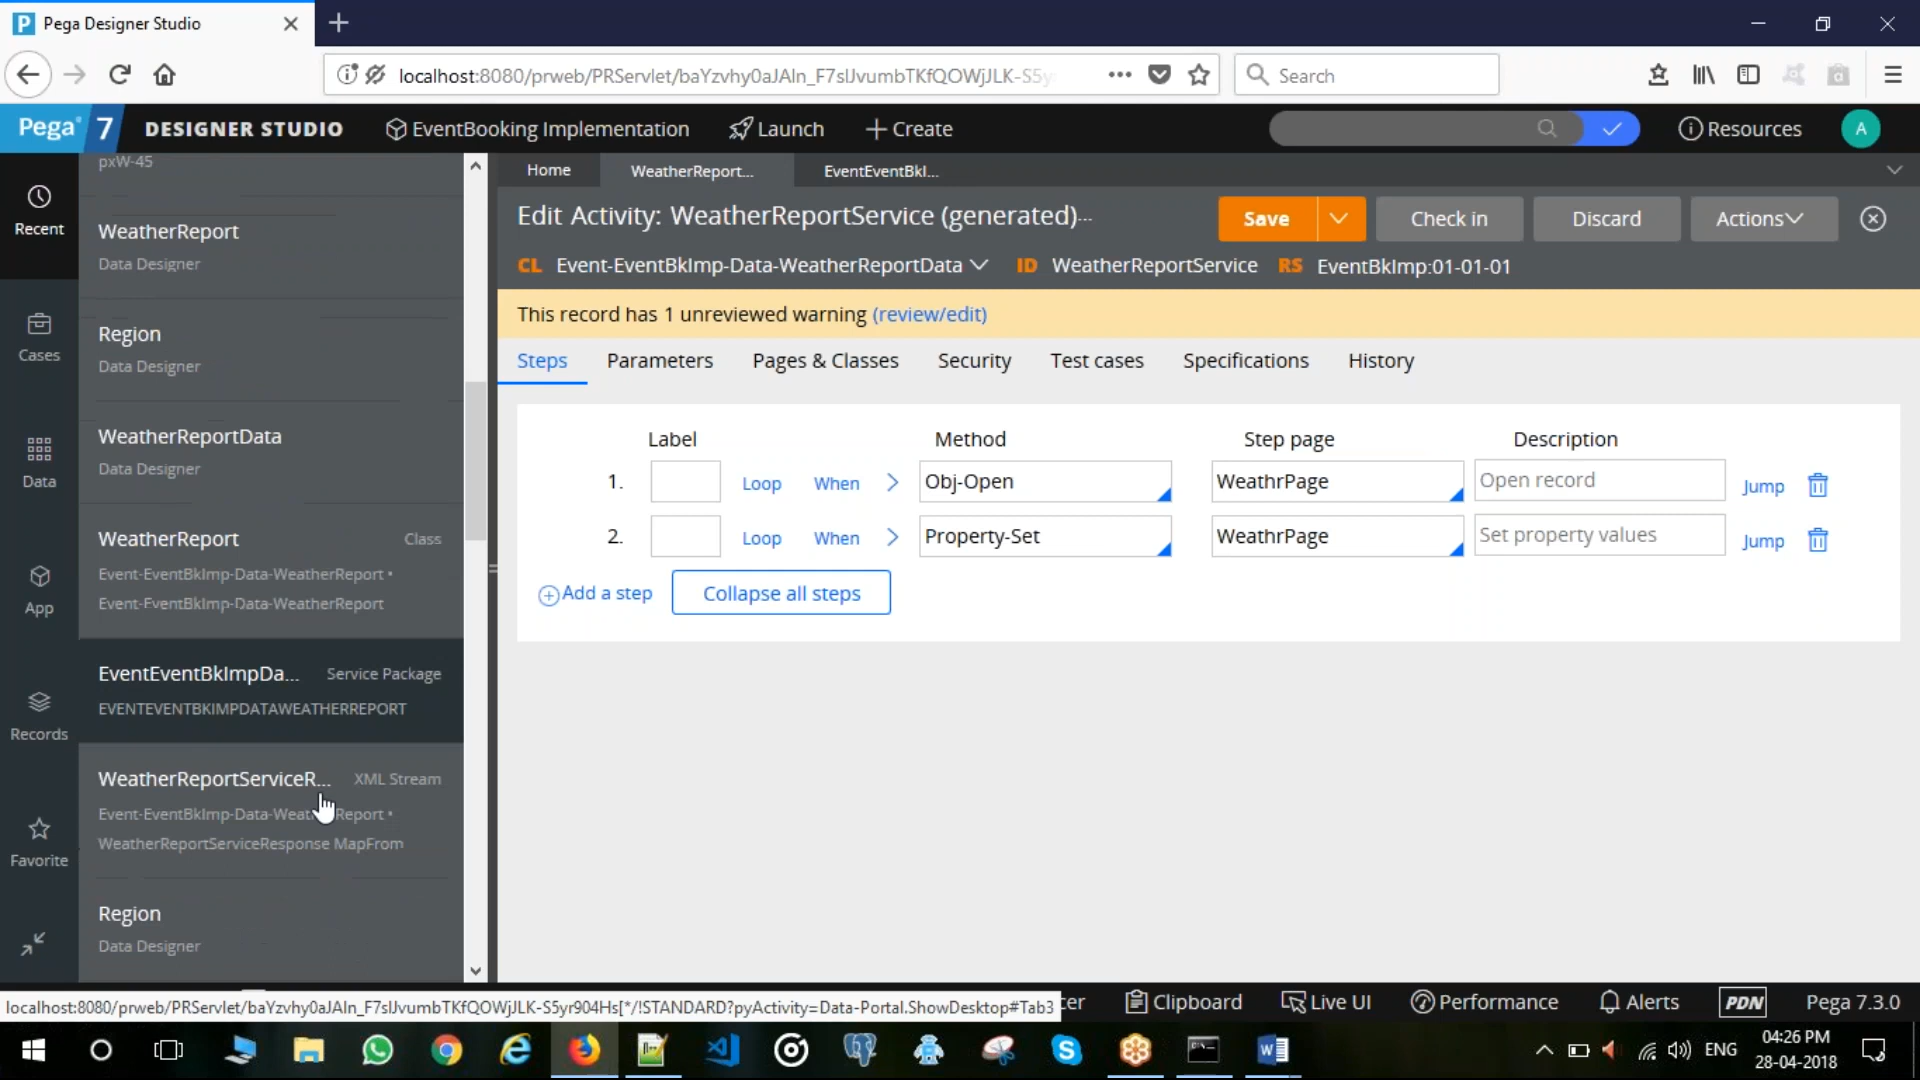 Pega Designer Studio
localhost:8080/prweb/PRServlet/baYzvhy0aJAIn_F7slJvumbTKfQOWjJLK-S5y
Search
Pega 7
DESIGNER STUDIO
EventBooking Implementation
Launch
Create
Resources
A
pxW-45
Recent
WeatherReport
Data Designer
Region
Data Designer
Cases
WeatherReportData
Data Designer
Data
WeatherReport Class
Event-EventBkImp-Data-WeatherReport •
Event-EventBkImp-Data-WeatherReport
App
EventEventBkImpDa... Service Package
EVENTEVENTBKIMPDATAWEATHERREPORT
Records
WeatherReportServiceR... XML Stream
Event-EventBkImp-Data-Weat Report •
WeatherReportServiceResponse MapFrom
Favorite
Region
Data Designer
Home
WeatherReport...
EventEventBkI...
Edit Activity: WeatherReportService (generated)...
Save
Check in
Discard
Actions
CL Event-EventBkImp-Data-WeatherReportData
ID WeatherReportService
RS EventBkImp:01-01-01
This record has 1 unreviewed warning (review/edit)
Steps
Parameters
Pages & Classes
Security
Test cases
Specifications
History
Label Method Step page Description
1. Loop When Obj-Open WeathrPage Open record Jump
2. Loop When Property-Set WeathrPage Set property values Jump
Add a step
Collapse all steps
localhost:8080/prweb/PRServlet/baYzvhy0aJAIn_F7slJvumbTKfQOWjJLK-S5yr904Hs[*/!STANDARD?pyActivity=Data-Portal.ShowDesktop#Tab3
cer
Clipboard
Live UI
Performance
Alerts
PDN
Pega 7.3.0
ENG
04:26 PM
28-04-2018